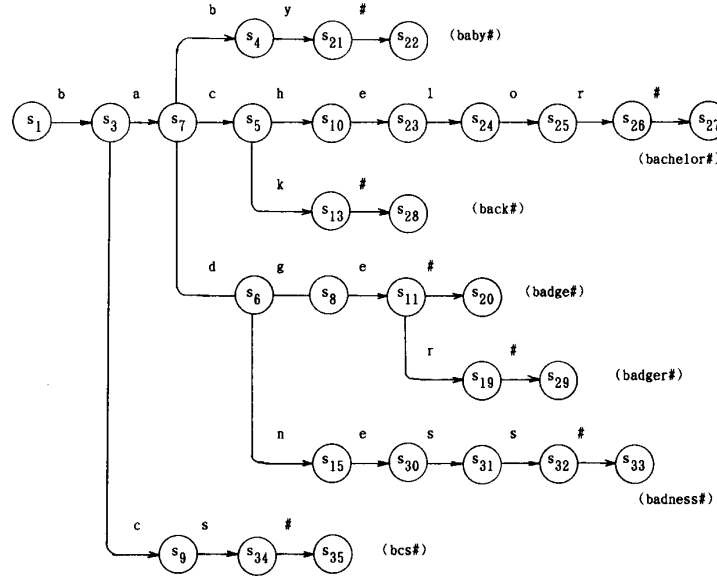 b y #
s4 s21 s22 (baby#)
b a c h e l o r #
s1 s3 s7 s5 s10 s23 s24 s25 s26 s27
(bachelor#)
k #
s13 s28 (back#)
d g e #
s6 s8 s11 s20 (badge#)
r #
s19 s29 (badger#)
n e s s #
s15 s30 s31 s32 s33
(badness#)
c s #
s9 s34 s35 (bcs#)